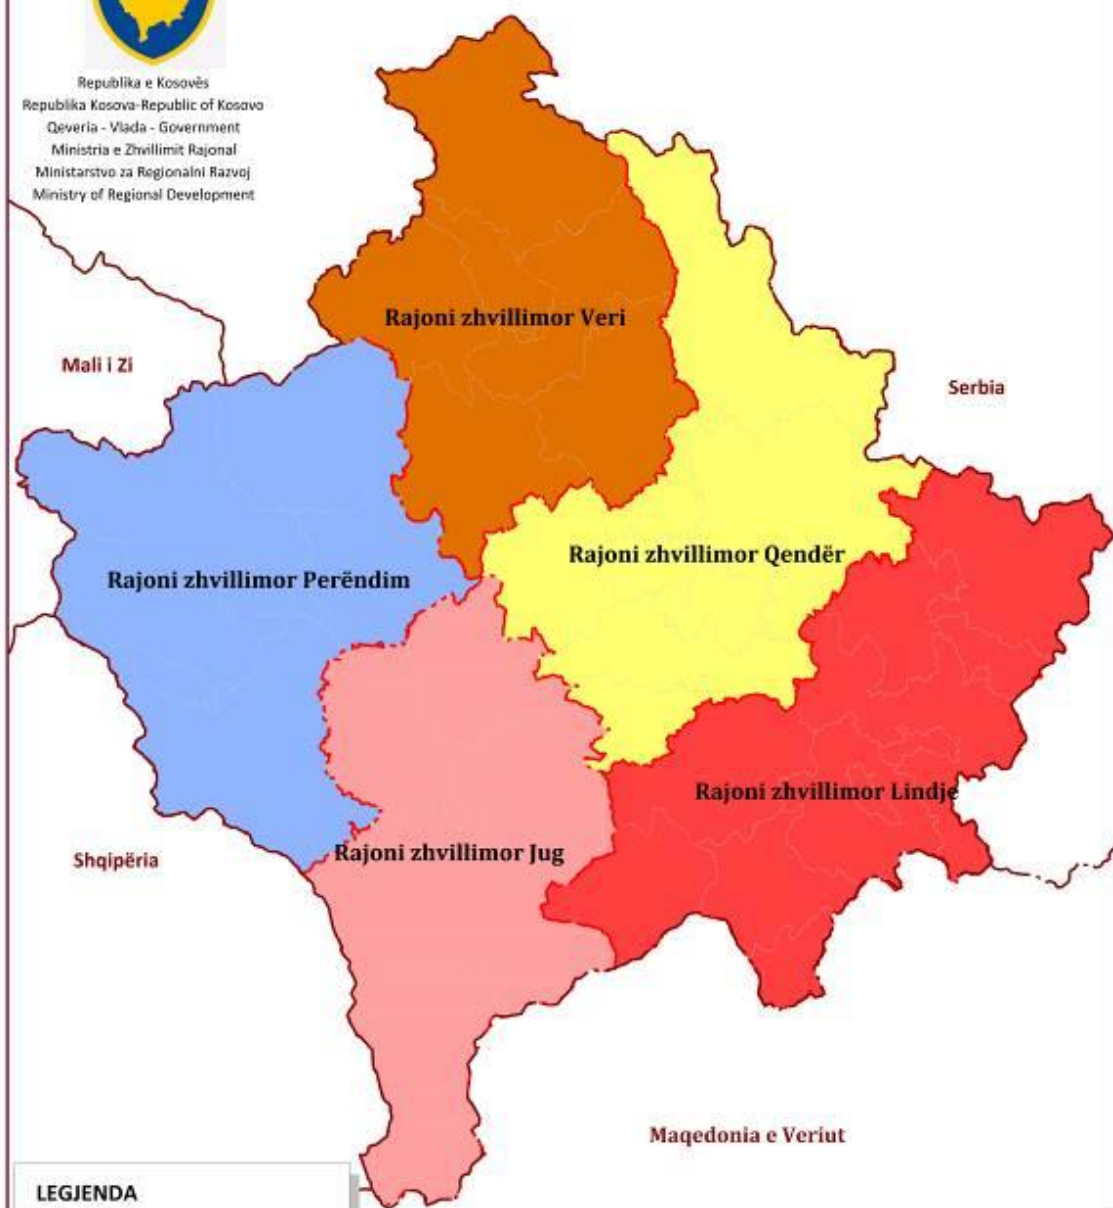 Republika e Kosovës
Republika Kosova-Republic of Kosovo
Qeveria - Vlada - Government
Ministria e Zhvillimit Rajonal
Ministarstvo za Regionalni Razvoj
Ministry of Regional Development
Rajoni zhvillimor Veri
Mali i Zi
Serbia
Rajoni zhvillimor Qendër
Rajoni zhvillimor Perëndim
Rajoni zhvillimor Lindje
Shqipëria
Rajoni zhvillimor Jug
Maqedonia e Veriut
LEGJENDA